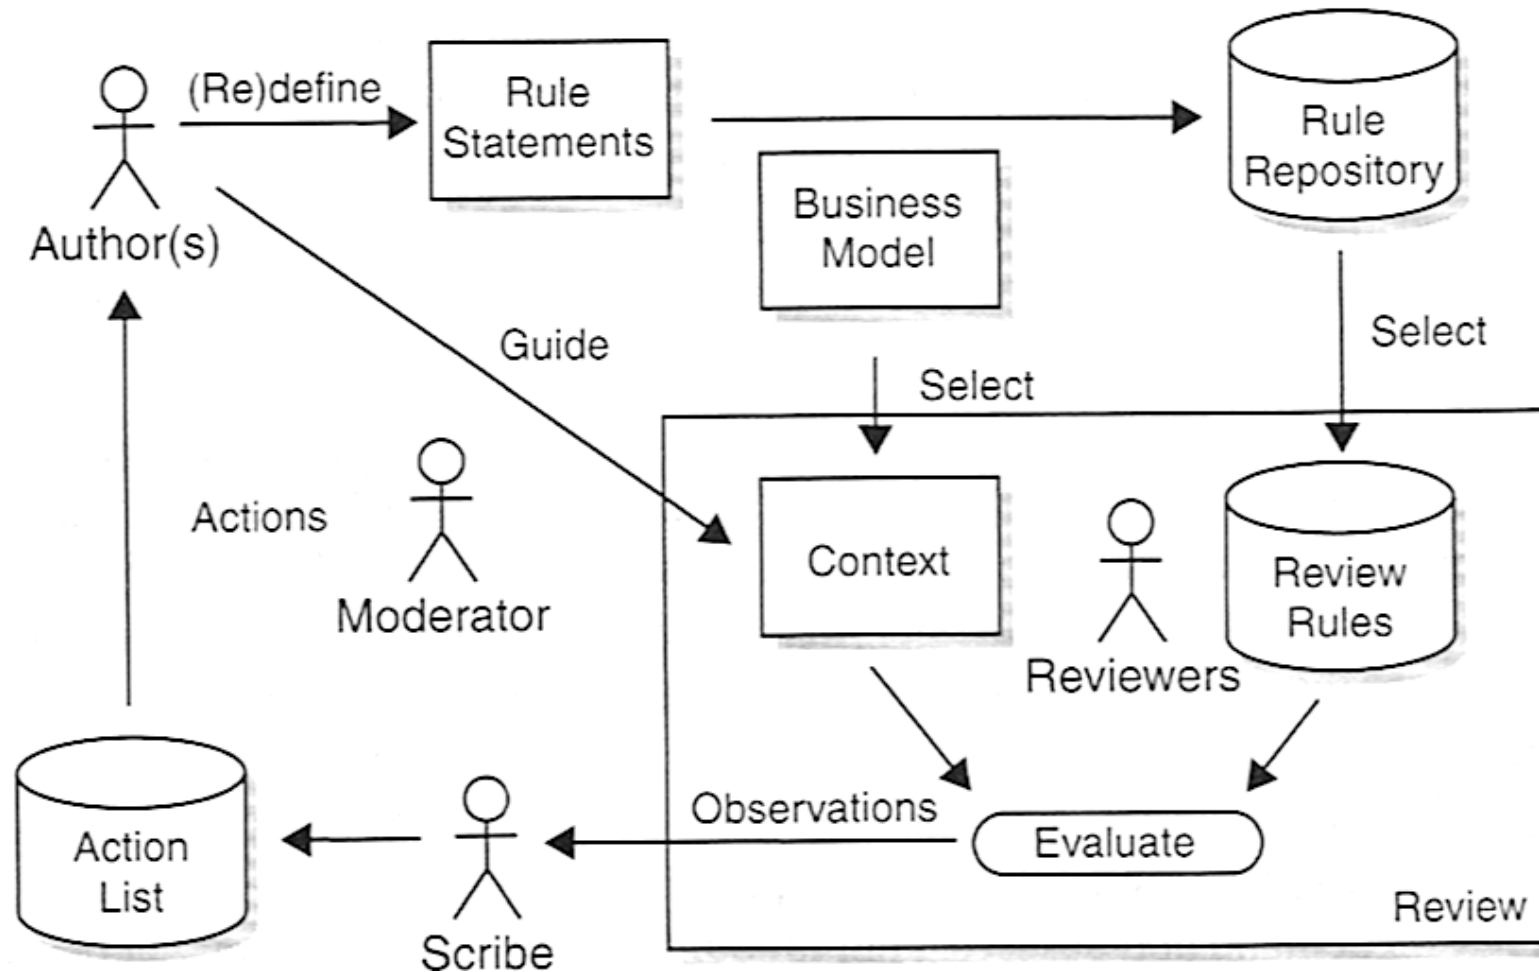 (Re)define
Rule
Statements
Rule
Repository
Author(s)
Business
Model
Guide
Select
Select
Actions
Moderator
Context
Reviewers
Review
Rules
Observations
Evaluate
Action
List
Scribe
Review